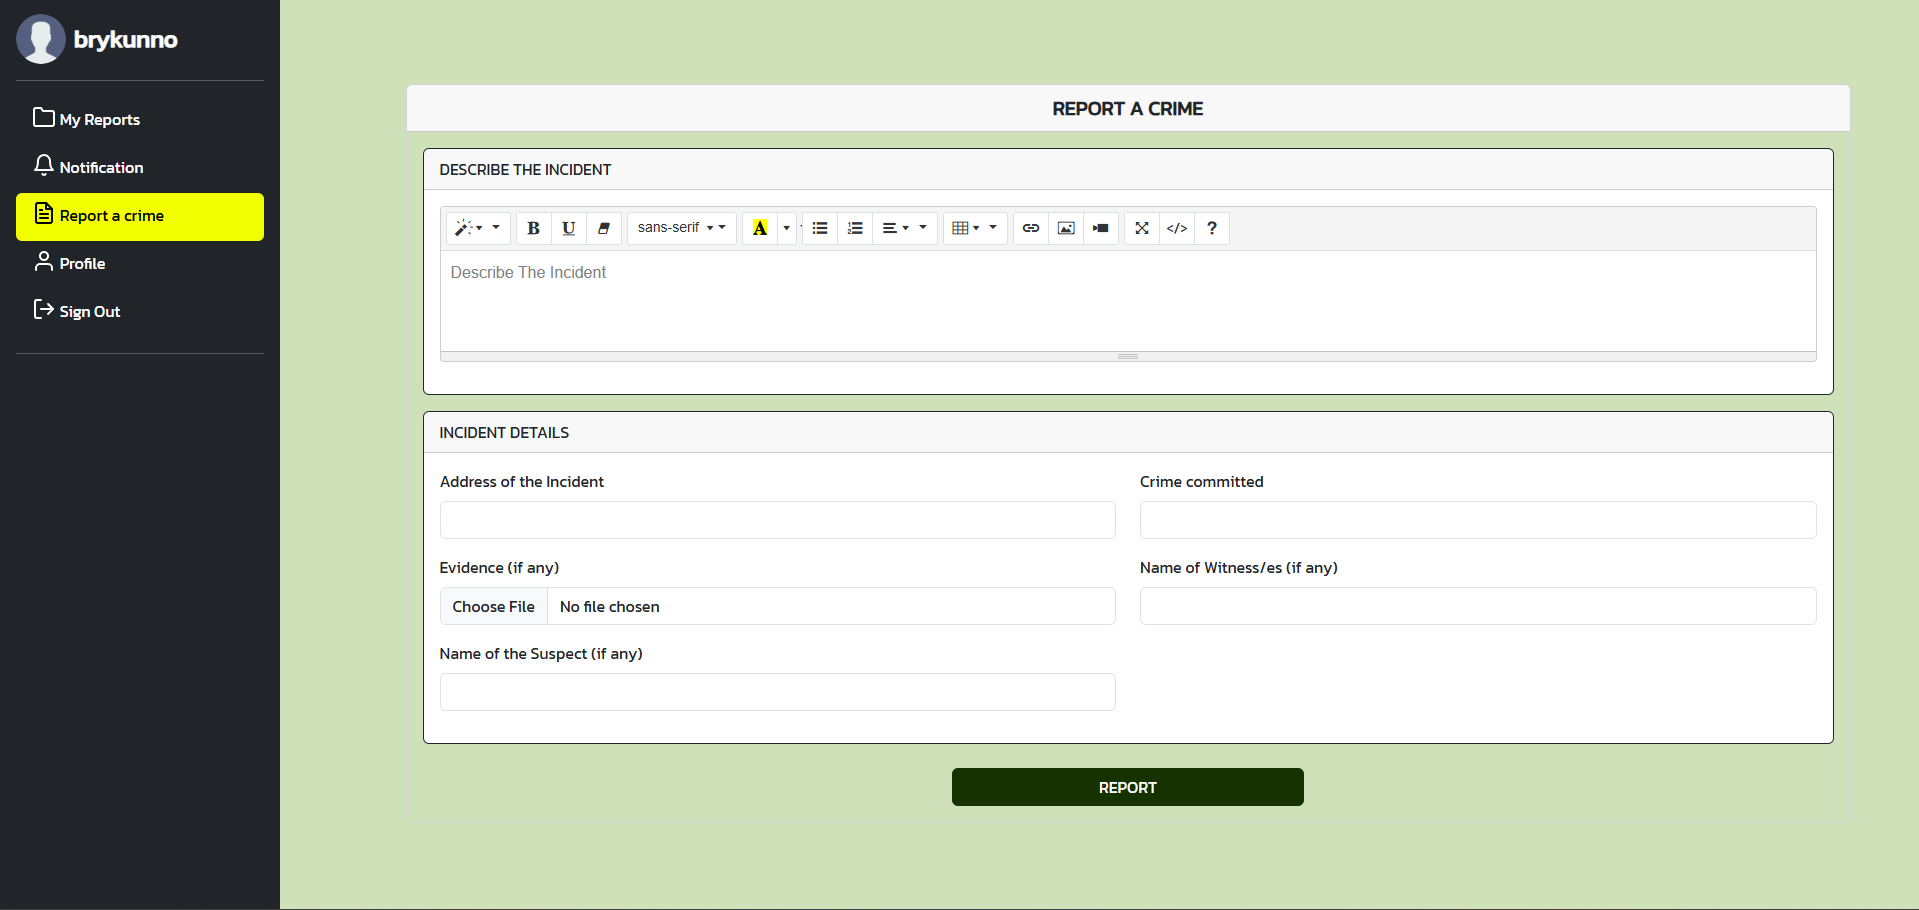 brykunno
My Reports
Notification
Report a crime
Profile
Sign Out
REPORT A CRIME
DESCRIBE THE INCIDENT
B U sans-serif A </> ?
Describe The Incident
INCIDENT DETAILS
Address of the Incident
Crime committed
Evidence (if any)
Name of Witness/es (if any)
Choose File No file chosen
Name of the Suspect (if any)
REPORT